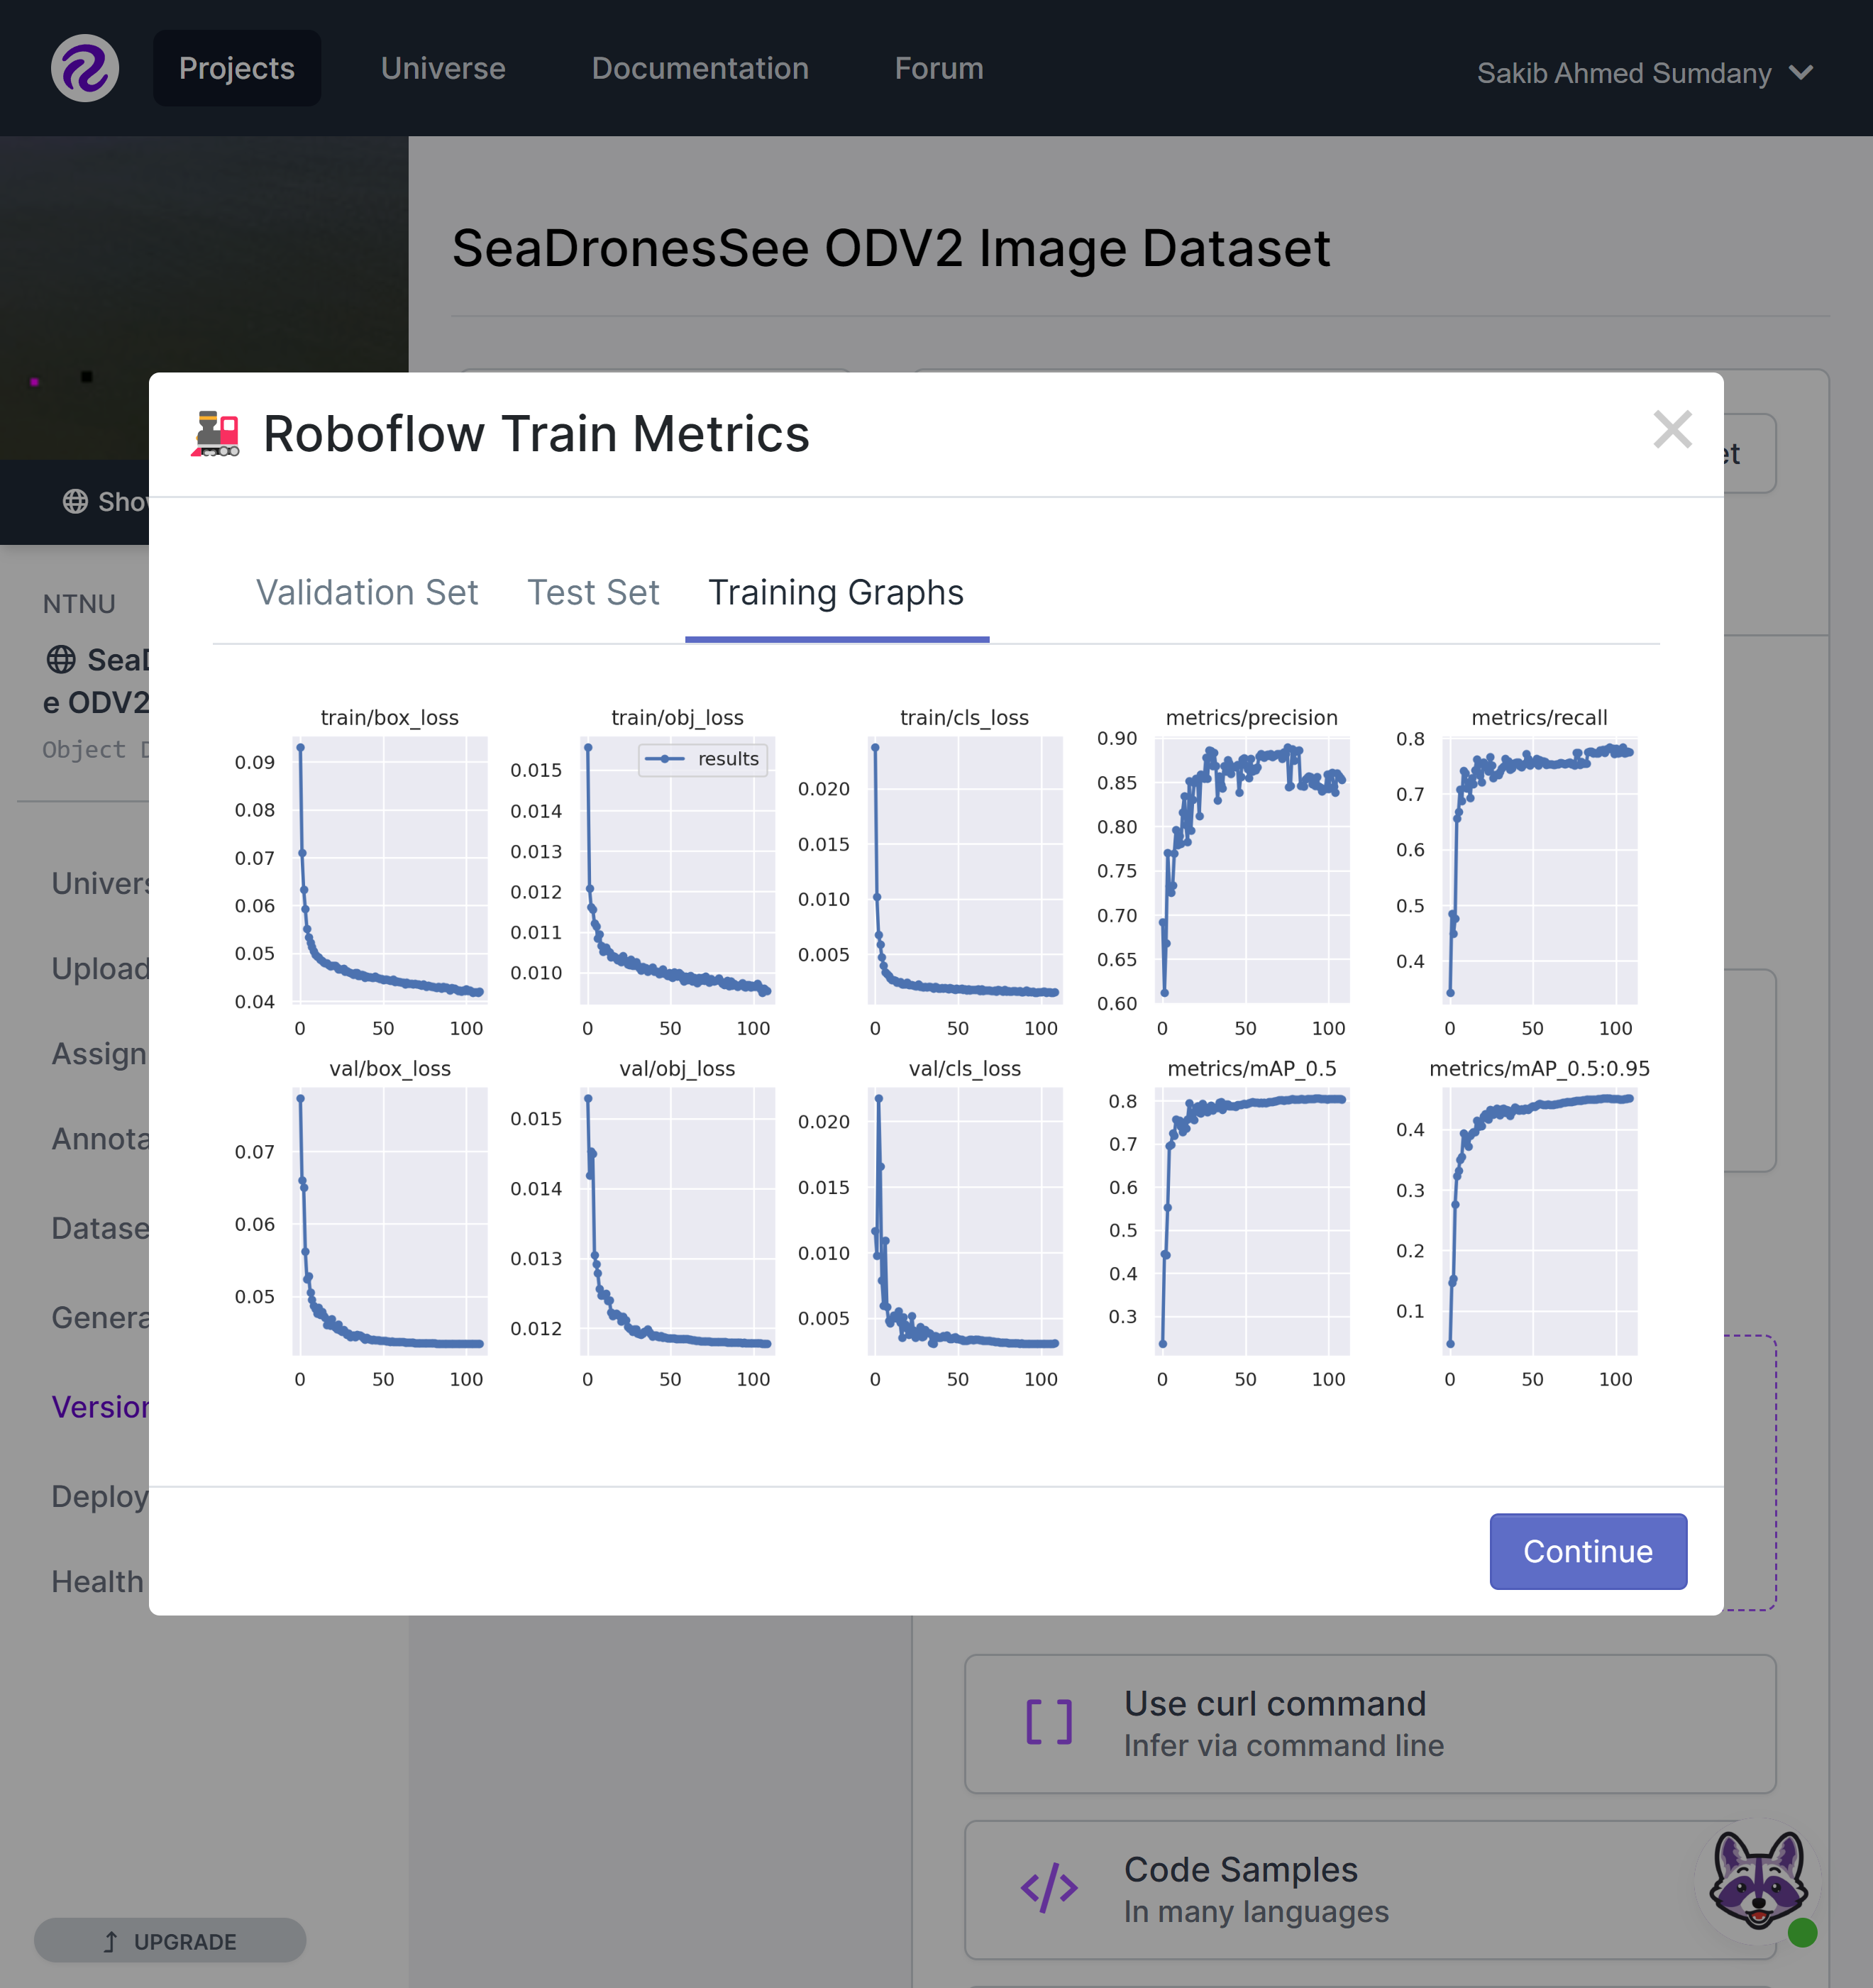 Projects
Universe
Documentation
Forum
Sakib Ahmed Sumdany
SeaDronesSee ODV2 Image Dataset
Roboflow Train Metrics
et
Show
NTNU
SeaD
e ODV2
Object D
Univers
Upload
Assign
Annota
Datase
Genera
Version
Deploy
Health
UPGRADE
Validation Set
Test Set
Training Graphs
train/box_loss
0.09
0.08
0.07
0.06
0.05
0.04
0 50 100
train/obj_loss
results
0.015
0.014
0.013
0.012
0.011
0.010
0 50 100
train/cls_loss
0.020
0.015
0.010
0.005
0 50 100
metrics/precision
0.90
0.85
0.80
0.75
0.70
0.65
0.60
0 50 100
metrics/recall
0.8
0.7
0.6
0.5
0.4
0 50 100
val/box_loss
0.07
0.06
0.05
0 50 100
val/obj_loss
0.015
0.014
0.013
0.012
0 50 100
val/cls_loss
0.020
0.015
0.010
0.005
0 50 100
metrics/mAP_0.5
0.8
0.7
0.6
0.5
0.4
0.3
0 50 100
metrics/mAP_0.5:0.95
0.4
0.3
0.2
0.1
0 50 100
Continue
Use curl command
Infer via command line
Code Samples
In many languages